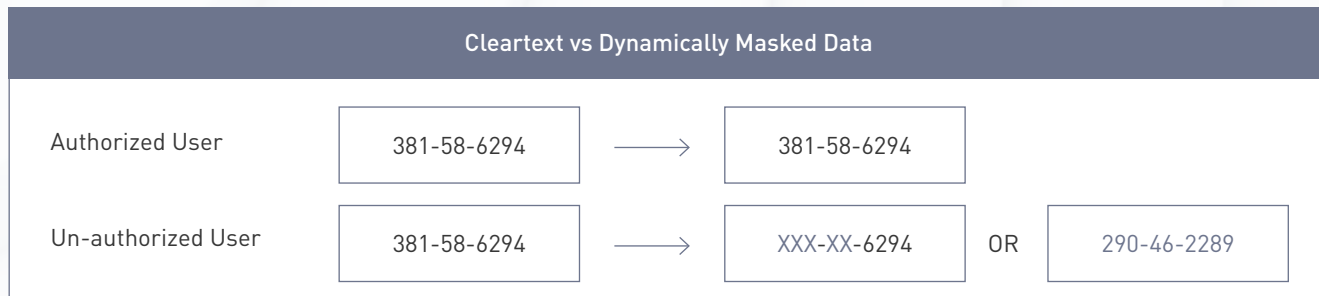 Cleartext vs Dynamically Masked Data
Authorized User 381-58-6294 381-58-6294
Un-authorized User 381-58-6294 XXX-XX-6294 OR 290-46-2289